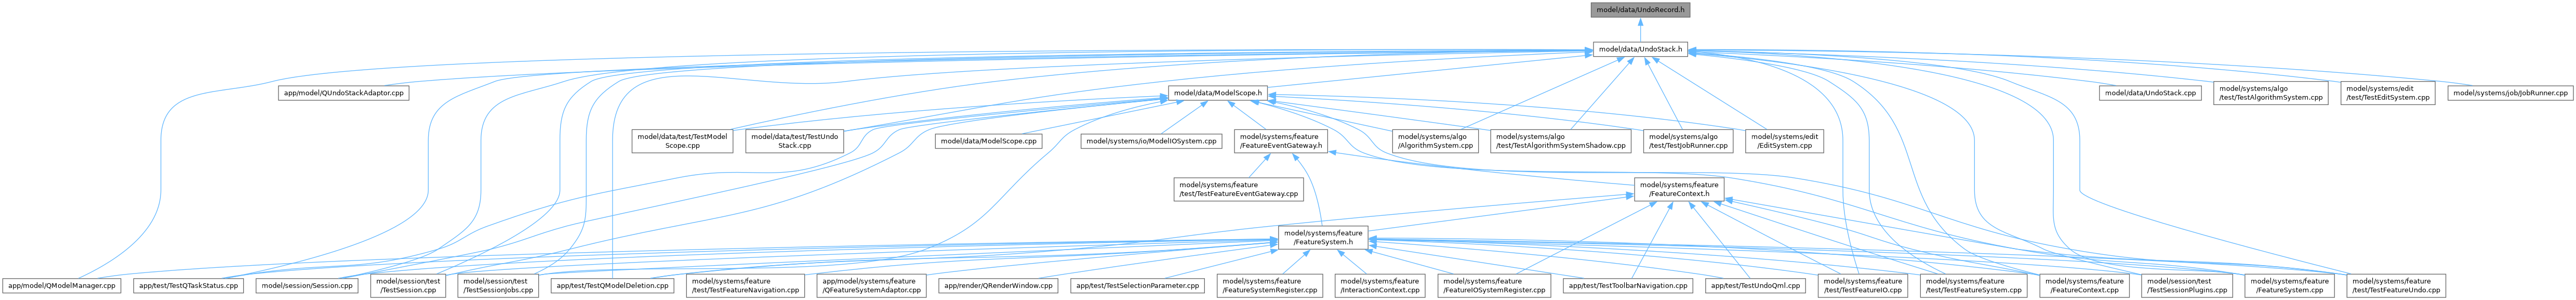 model/data/UndoRecord.h
model/data/UndoStack.h
app/model/QUndoStackAdaptor.cpp
model/data/ModelScope.h
model/data/UndoStack.cpp
model/systems/algo
/test/TestAlgorithmSystem.cpp
model/systems/edit
/test/TestEditSystem.cpp
model/systems/job/JobRunner.cpp
model/data/test/TestModel
Scope.cpp
model/data/test/TestUndo
Stack.cpp
model/data/ModelScope.cpp
model/systems/io/ModelIOSystem.cpp
model/systems/feature
/FeatureEventGateway.h
model/systems/algo
/AlgorithmSystem.cpp
model/systems/algo
/test/TestAlgorithmSystemShadow.cpp
model/systems/algo
/test/TestJobRunner.cpp
model/systems/edit
/EditSystem.cpp
model/systems/feature
/test/TestFeatureEventGateway.cpp
model/systems/feature
/FeatureContext.h
model/systems/feature
/FeatureSystem.h
app/model/QModelManager.cpp
app/test/TestQTaskStatus.cpp
model/session/Session.cpp
model/session/test
/TestSession.cpp
model/session/test
/TestSessionJobs.cpp
app/test/TestQModelDeletion.cpp
model/systems/feature
/test/TestFeatureNavigation.cpp
app/model/systems/feature
/QFeatureSystemAdaptor.cpp
app/render/QRenderWindow.cpp
app/test/TestSelectionParameter.cpp
model/systems/feature
/FeatureSystemRegister.cpp
model/systems/feature
/InteractionContext.cpp
model/systems/feature
/FeatureIOSystemRegister.cpp
app/test/TestToolbarNavigation.cpp
app/test/TestUndoQml.cpp
model/systems/feature
/test/TestFeatureIO.cpp
model/systems/feature
/test/TestFeatureSystem.cpp
model/systems/feature
/FeatureContext.cpp
model/session/test
/TestSessionPlugins.cpp
model/systems/feature
/FeatureSystem.cpp
model/systems/feature
/test/TestFeatureUndo.cpp